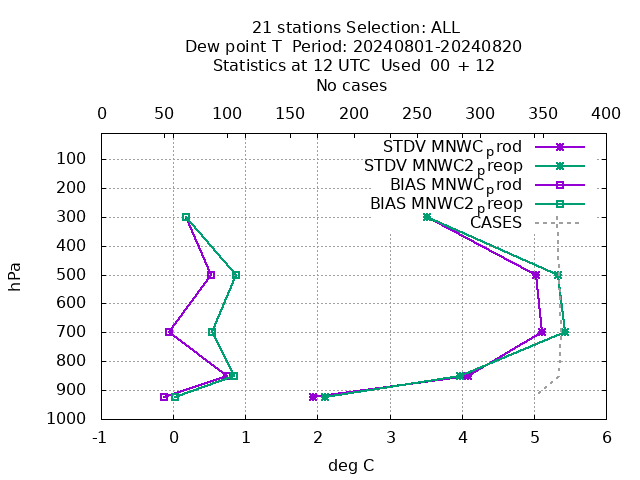 21 stations Selection: ALL
Dew point T  Period: 20240801-20240820
Statistics at 12 UTC  Used  00 + 12
No cases
0 50 100 150 200 250 300 350 400
STDV MNWC_prod
STDV MNWC2_preop
BIAS MNWC_prod
BIAS MNWC2_preop
CASES
hPa
100
200
300
400
500
600
700
800
900
1000
-1 0 1 2 3 4 5 6
deg C